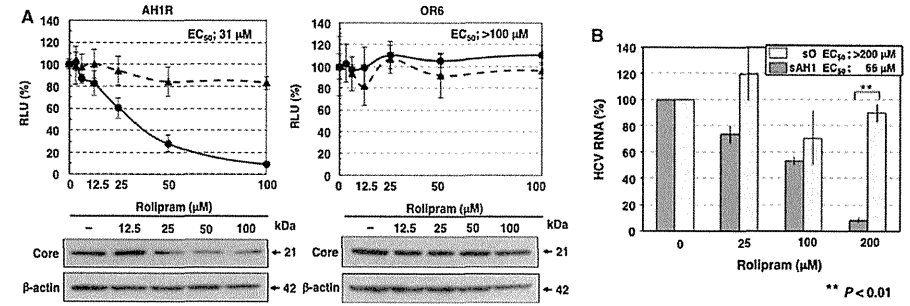 A
AH1R
EC50; 31 µM
RLU (%)
140
120
100
80
60
40
20
0
0 12.5 25 50 100
Rolipram (µM)
– 12.5 25 50 100 kDa
Core ←21
β-actin ←42
OR6
EC50; >100 µM
RLU (%)
140
120
100
80
60
40
20
0
0 12.5 25 50 100
Rolipram (µM)
– 12.5 25 50 100 kDa
Core ←21
β-actin ←42
B
sO EC50; >200 µM
sAH1 EC50; 66 µM
**
HCV RNA (%)
140
120
100
80
60
40
20
0
0 25 100 200
Rolipram (µM)
** P < 0.01